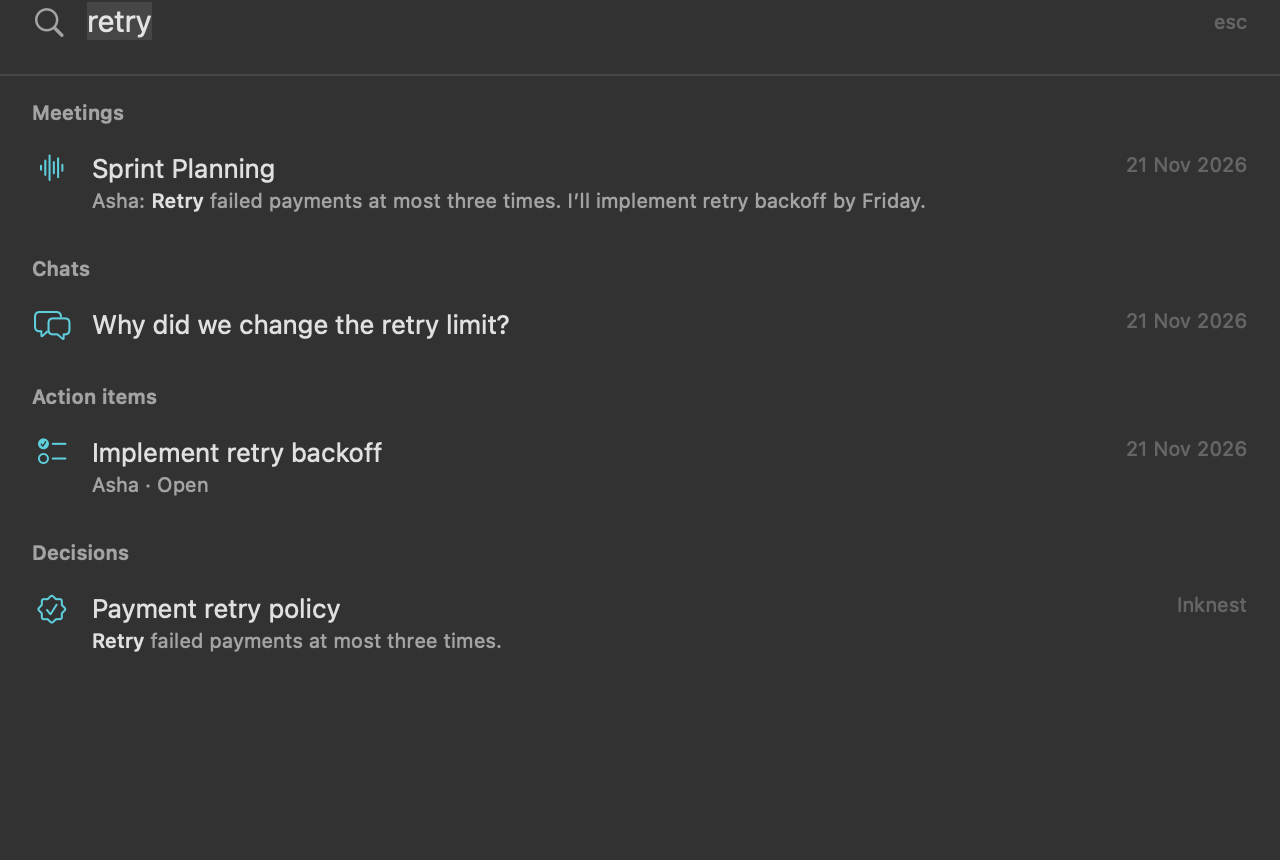 retry
esc
Meetings
Sprint Planning
21 Nov 2026
Asha: Retry failed payments at most three times. I’ll implement retry backoff by Friday.
Chats
Why did we change the retry limit?
21 Nov 2026
Action items
Implement retry backoff
21 Nov 2026
Asha · Open
Decisions
Payment retry policy
Inknest
Retry failed payments at most three times.